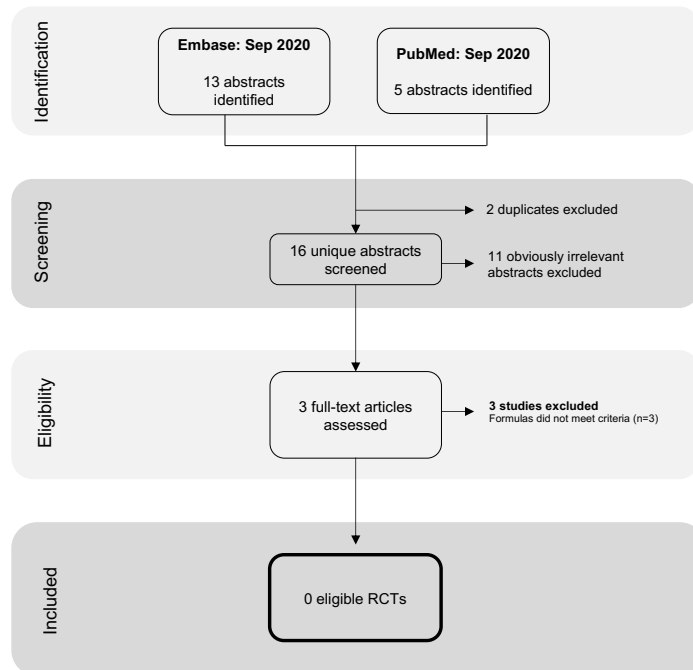 Identification
Embase: Sep 2020
13 abstracts
identified
PubMed: Sep 2020
5 abstracts identified
Screening
2 duplicates excluded
16 unique abstracts
screened
11 obviously irrelevant
abstracts excluded
Eligibility
3 full-text articles
assessed
3 studies excluded
Formulas did not meet criteria (n=3)
Included
0 eligible RCTs